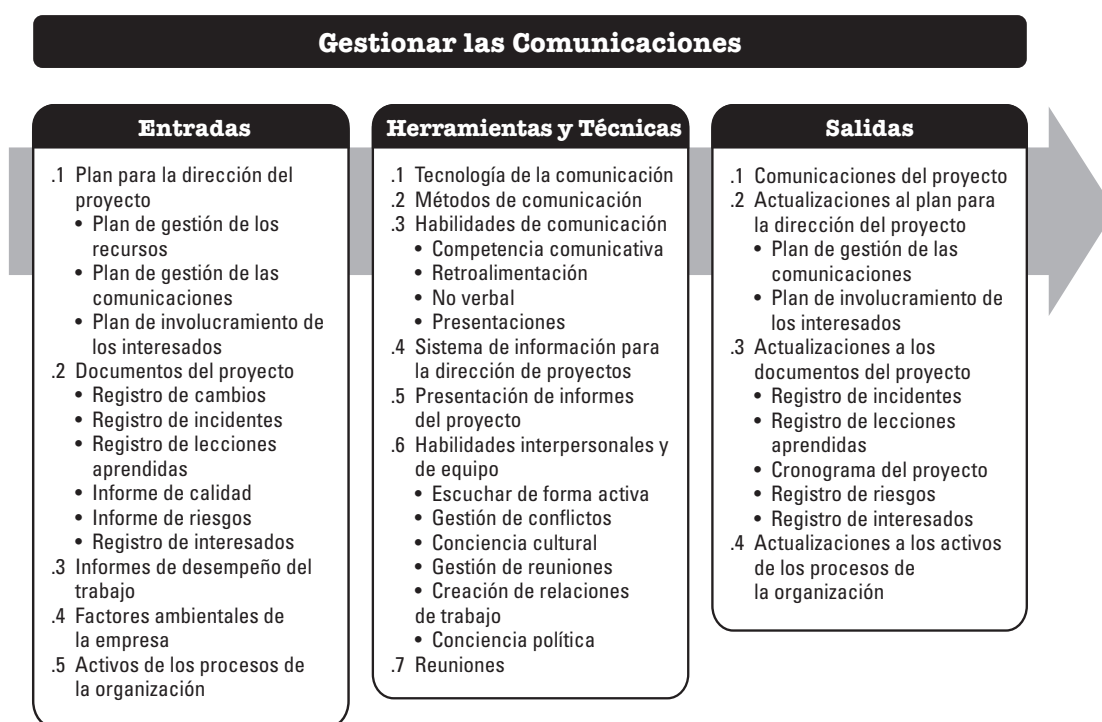 Gestionar las Comunicaciones
Entradas
.1 Plan para la dirección del
proyecto
• Plan de gestión de los
recursos
• Plan de gestión de las
comunicaciones
• Plan de involucramiento de
los interesados
.2 Documentos del proyecto
• Registro de cambios
• Registro de incidentes
• Registro de lecciones
aprendidas
• Informe de calidad
• Informe de riesgos
• Registro de interesados
.3 Informes de desempeño del
trabajo
.4 Factores ambientales de
la empresa
.5 Activos de los procesos de
la organización
Herramientas y Técnicas
.1 Tecnología de la comunicación
.2 Métodos de comunicación
.3 Habilidades de comunicación
• Competencia comunicativa
• Retroalimentación
• No verbal
• Presentaciones
.4 Sistema de información para
la dirección de proyectos
.5 Presentación de informes
del proyecto
.6 Habilidades interpersonales y
de equipo
• Escuchar de forma activa
• Gestión de conflictos
• Conciencia cultural
• Gestión de reuniones
• Creación de relaciones
de trabajo
• Conciencia política
.7 Reuniones
Salidas
.1 Comunicaciones del proyecto
.2 Actualizaciones al plan para
la dirección del proyecto
• Plan de gestión de las
comunicaciones
• Plan de involucramiento de
los interesados
.3 Actualizaciones a los
documentos del proyecto
• Registro de incidentes
• Registro de lecciones
aprendidas
• Cronograma del proyecto
• Registro de riesgos
• Registro de interesados
.4 Actualizaciones a los activos
de los procesos de
la organización